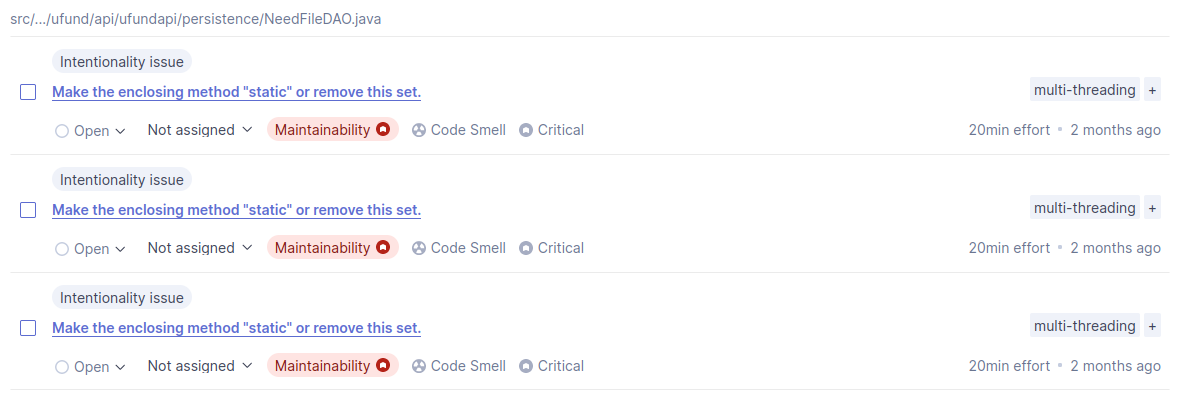 src/.../ufund/api/ufundapi/persistence/NeedFileDAO.java
Intentionality issue
Make the enclosing method "static" or remove this set.
multi-threading +
Open Not assigned Maintainability Code Smell Critical 20min effort • 2 months ago
Intentionality issue
Make the enclosing method "static" or remove this set.
multi-threading +
Open Not assigned Maintainability Code Smell Critical 20min effort • 2 months ago
Intentionality issue
Make the enclosing method "static" or remove this set.
multi-threading +
Open Not assigned Maintainability Code Smell Critical 20min effort • 2 months ago